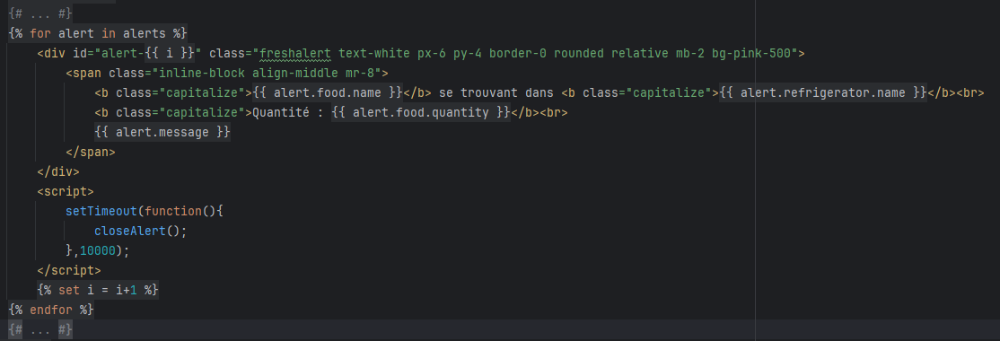 {# ... #}
{% for alert in alerts %}
<div id="alert-{{ i }}" class="freshalert text-white px-6 py-4 border-0 rounded relative mb-2 bg-pink-500">
<span class="inline-block align-middle mr-8">
<b class="capitalize">{{ alert.food.name }}</b> se trouvant dans <b class="capitalize">{{ alert.refrigerator.name }}</b><br>
<b class="capitalize">Quantité : {{ alert.food.quantity }}</b><br>
{{ alert.message }}
</span>
</div>
<script>
setTimeout(function(){
closeAlert();
},10000);
</script>
{% set i = i+1 %}
{% endfor %}
{# ... #}